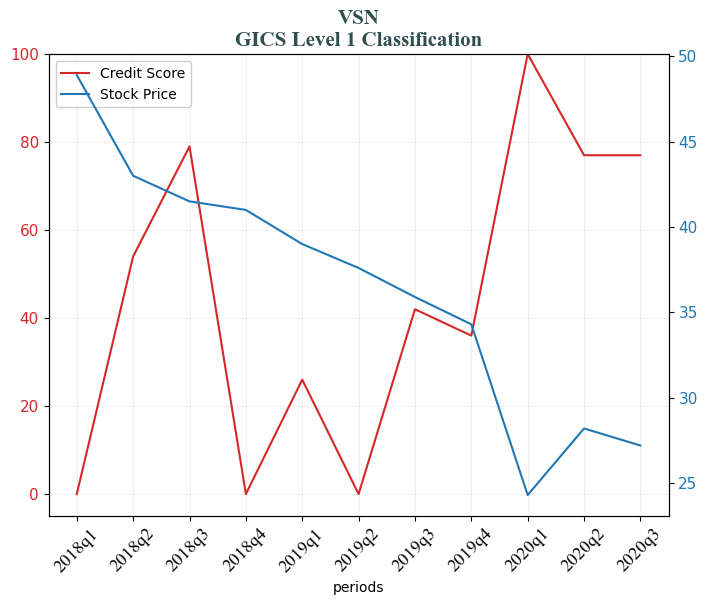 VSN
GICS Level 1 Classification
Credit Score
Stock Price
100
80
60
40
20
0
50
45
40
35
30
25
2018q1
2018q2
2018q3
2018q4
2019q1
2019q2
2019q3
2019q4
2020q1
2020q2
2020q3
periods